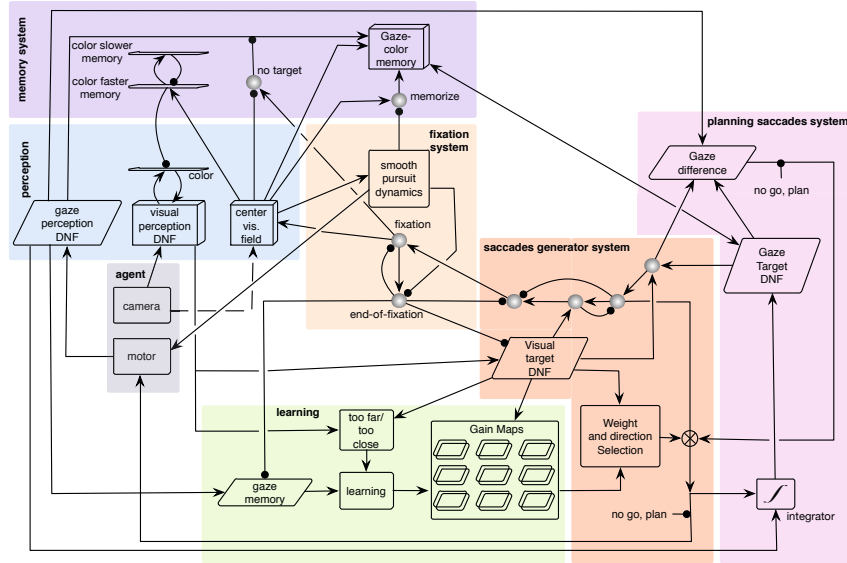 memory system
color slower
memory
color faster
memory
no target
Gaze-
color
memory
memorize
planning saccades system
Gaze
difference
no go, plan
Gaze
Target
DNF
perception
color
gaze
perception
DNF
visual
perception
DNF
center
vis.
field
fixation
system
smooth
pursuit
dynamics
fixation
end-of-fixation
agent
camera
motor
saccades generator system
Visual
target
DNF
Weight
and direction
Selection
no go, plan
learning
too far/
too
close
Gain Maps
gaze
memory
learning
∫
integrator